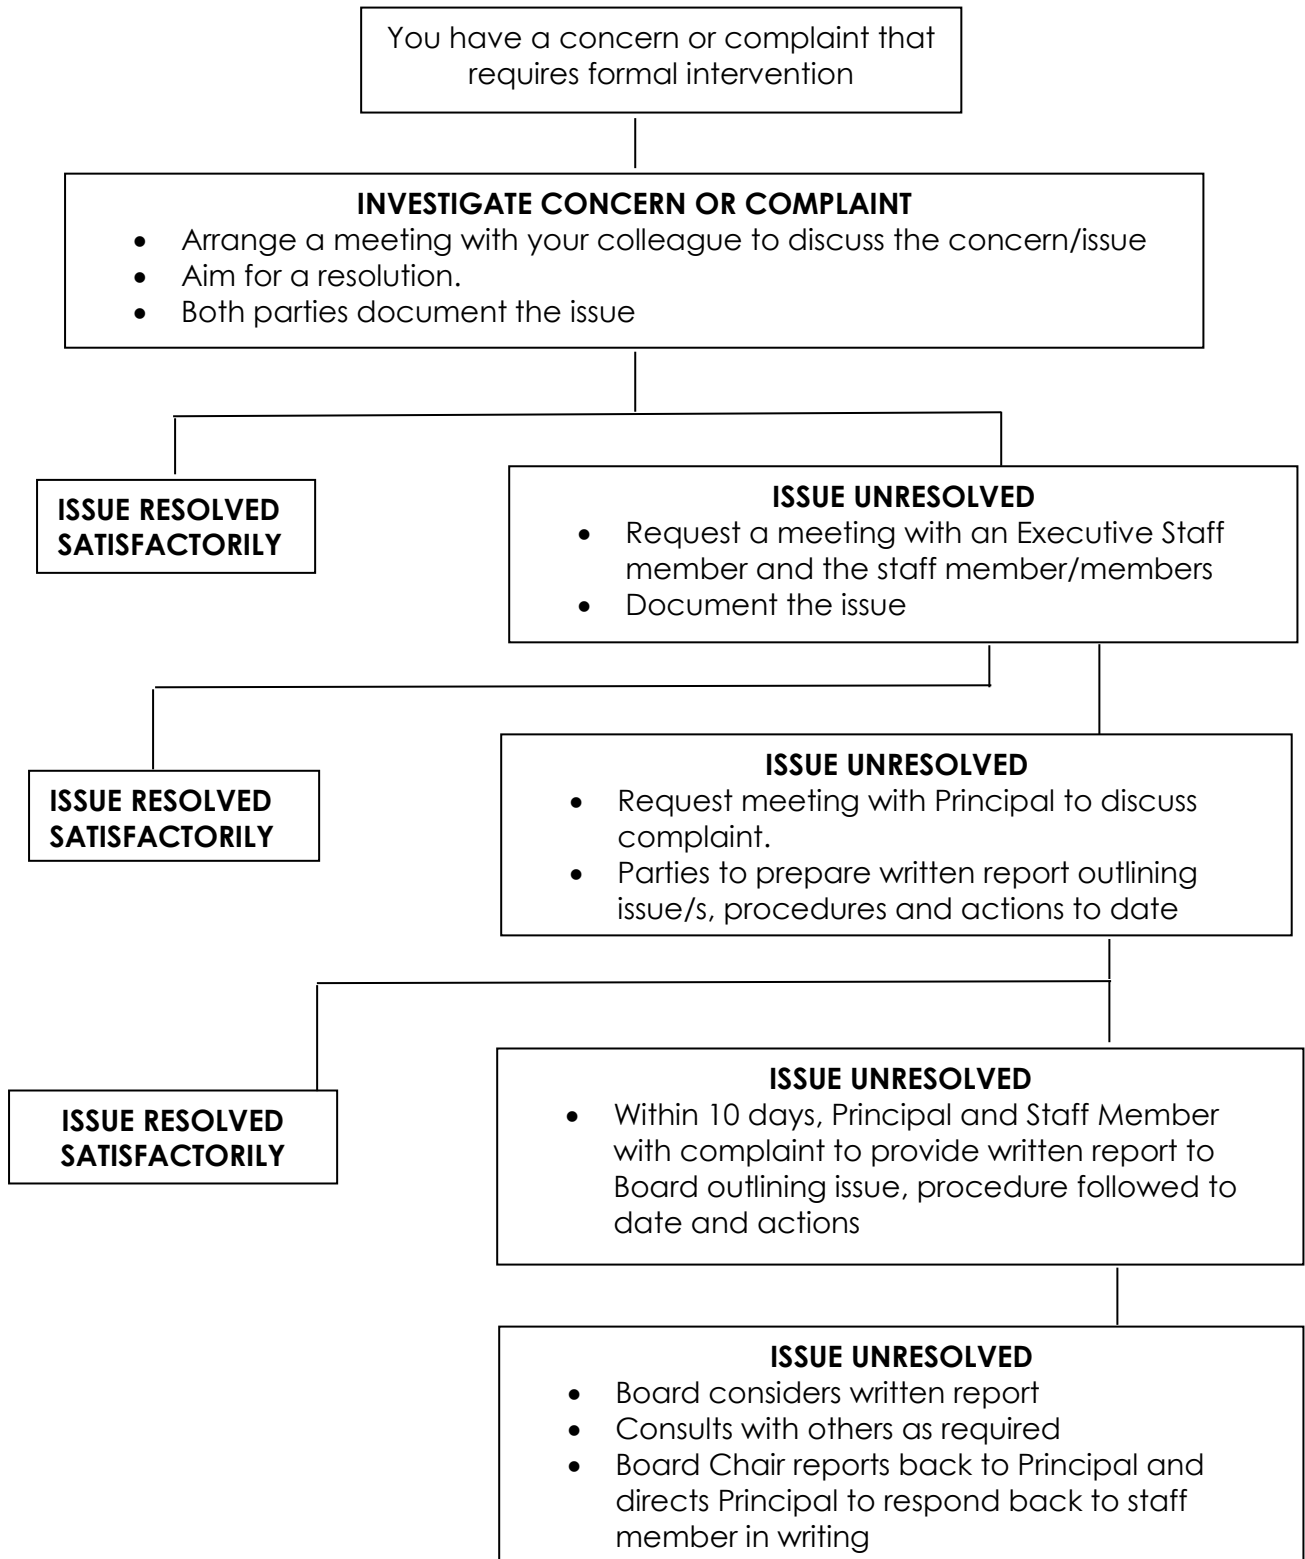 You have a concern or complaint that
requires formal intervention
INVESTIGATE CONCERN OR COMPLAINT
• Arrange a meeting with your colleague to discuss the concern/issue
• Aim for a resolution.
• Both parties document the issue
ISSUE RESOLVED
SATISFACTORILY
ISSUE UNRESOLVED
• Request a meeting with an Executive Staff
member and the staff member/members
• Document the issue
ISSUE RESOLVED
SATISFACTORILY
ISSUE UNRESOLVED
• Request meeting with Principal to discuss
complaint.
• Parties to prepare written report outlining
issue/s, procedures and actions to date
ISSUE RESOLVED
SATISFACTORILY
ISSUE UNRESOLVED
• Within 10 days, Principal and Staff Member
with complaint to provide written report to
Board outlining issue, procedure followed to
date and actions
ISSUE UNRESOLVED
• Board considers written report
• Consults with others as required
• Board Chair reports back to Principal and
directs Principal to respond back to staff
member in writing